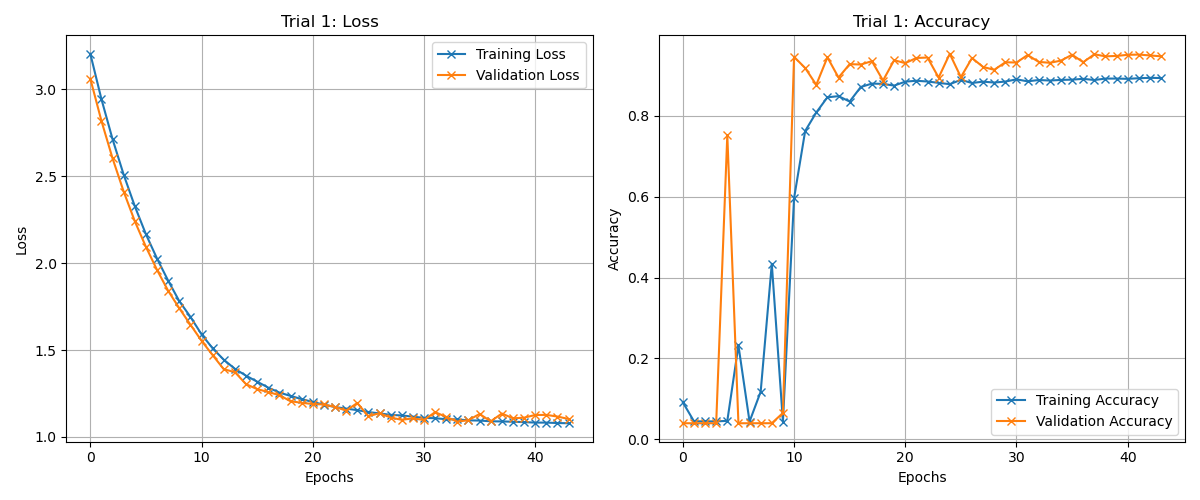 Trial 1: Loss
Training Loss
Validation Loss
3.0
2.5
2.0
1.5
1.0
Loss
0
10
20
30
40
Epochs
Trial 1: Accuracy
0.8
0.6
0.4
0.2
0.0
Accuracy
Training Accuracy
Validation Accuracy
0
10
20
30
40
Epochs